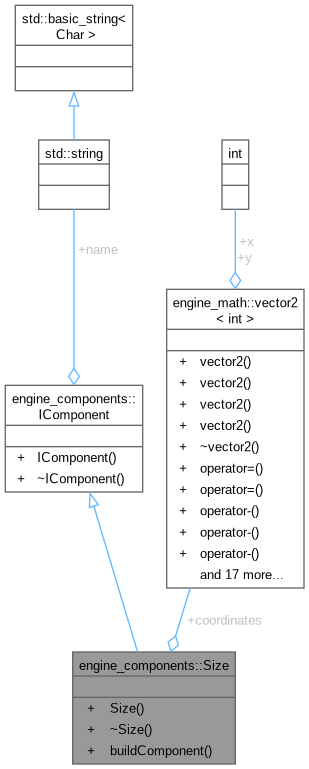 std::basic_string<
Char >
std::string
int
+name
+x
+y
engine_math::vector2
< int >
+ vector2()
+ vector2()
+ vector2()
+ vector2()
+ ~vector2()
+ operator=()
+ operator=()
+ operator-()
+ operator-()
+ operator-()
and 17 more...
engine_components::
IComponent
+ IComponent()
+ ~IComponent()
+coordinates
engine_components::Size
+ Size()
+ ~Size()
+ buildComponent()